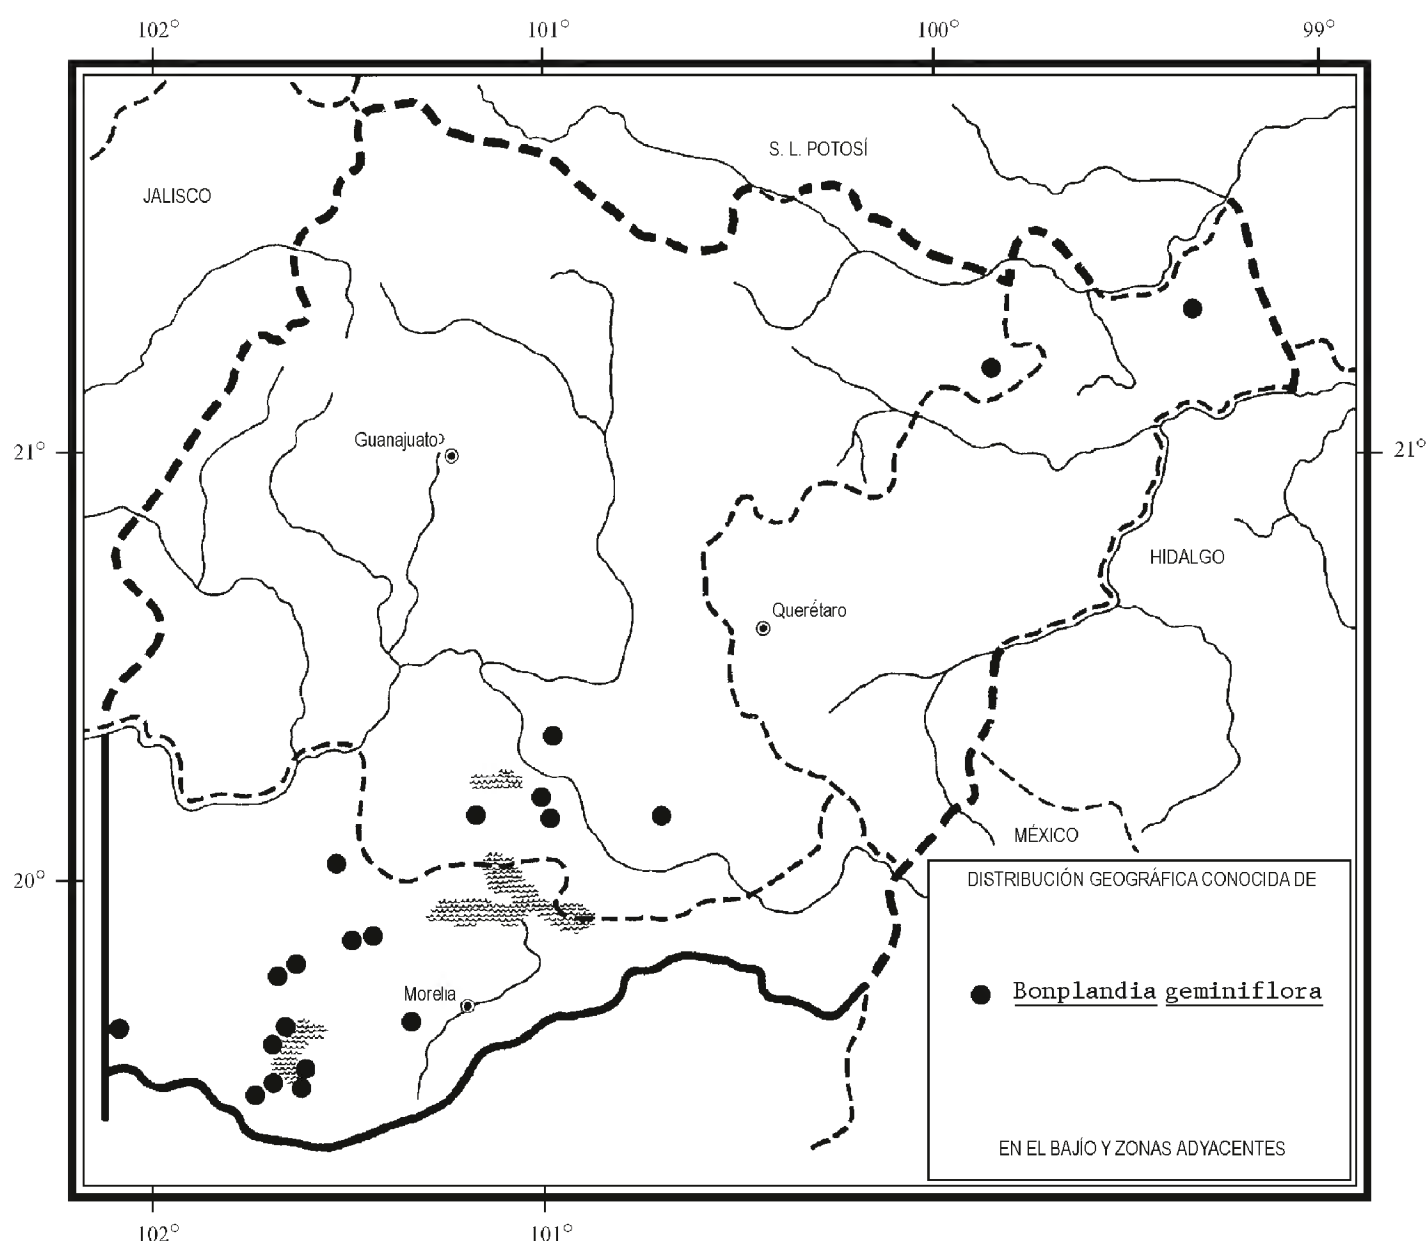 102° 101° 100° 99°
S. L. POTOSÍ
JALISCO
Guanajuato
21° 21°
HIDALGO
Querétaro
MÉXICO
20°
DISTRIBUCIÓN GEOGRÁFICA CONOCIDA DE
Bonplandia geminiflora
Morelia
EN EL BAJÍO Y ZONAS ADYACENTES
102° 101°